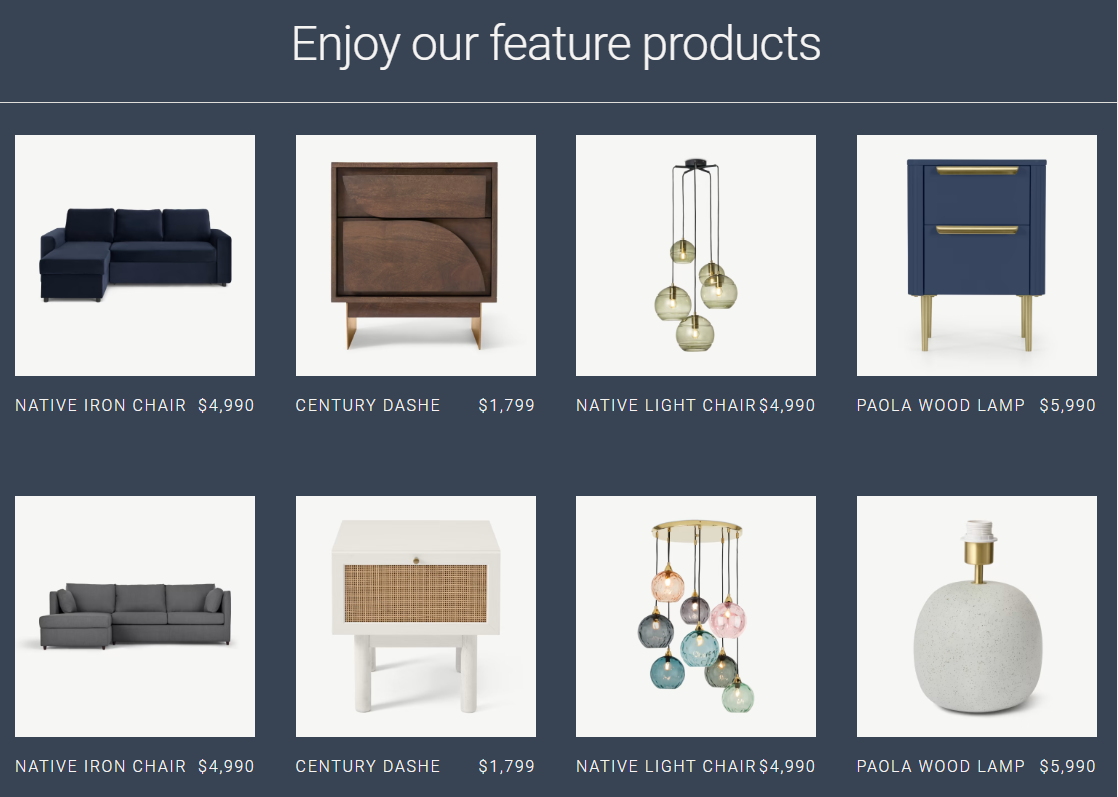 Enjoy our feature products
NATIVE IRON CHAIR $4,990
CENTURY DASHE $1,799
NATIVE LIGHT CHAIR $4,990
PAOLA WOOD LAMP $5,990
NATIVE IRON CHAIR $4,990
CENTURY DASHE $1,799
NATIVE LIGHT CHAIR $4,990
PAOLA WOOD LAMP $5,990